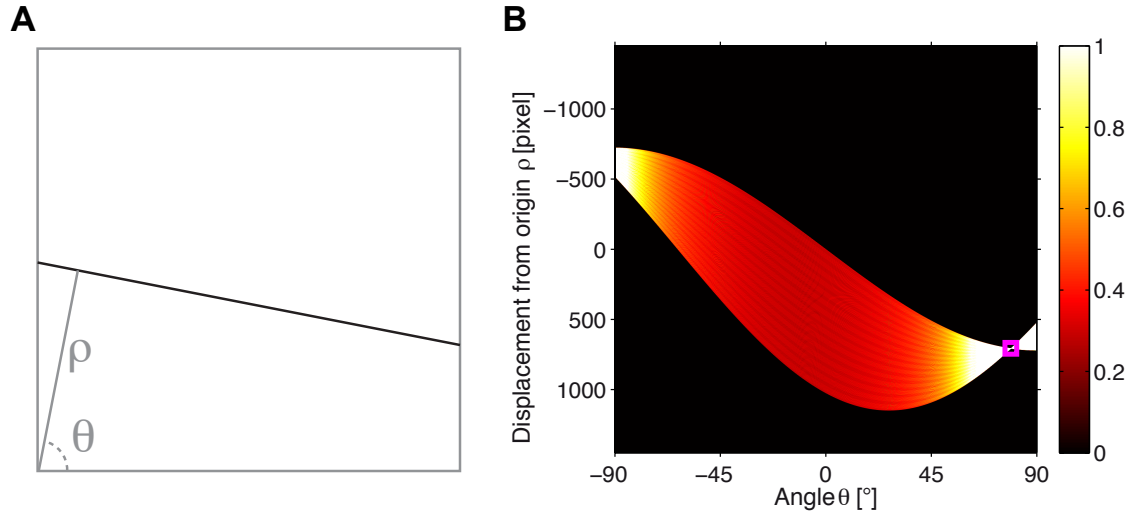 A
ρ
θ
B
Displacement from origin ρ [pixel]
−1000
−500
0
500
1000
−90
−45
0
45
90
Angle θ [°]
1
0.8
0.6
0.4
0.2
0